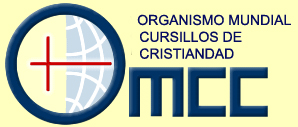 ORGANISMO MUNDIAL
CURSILLOS DE
CRISTIANDAD
OMCC